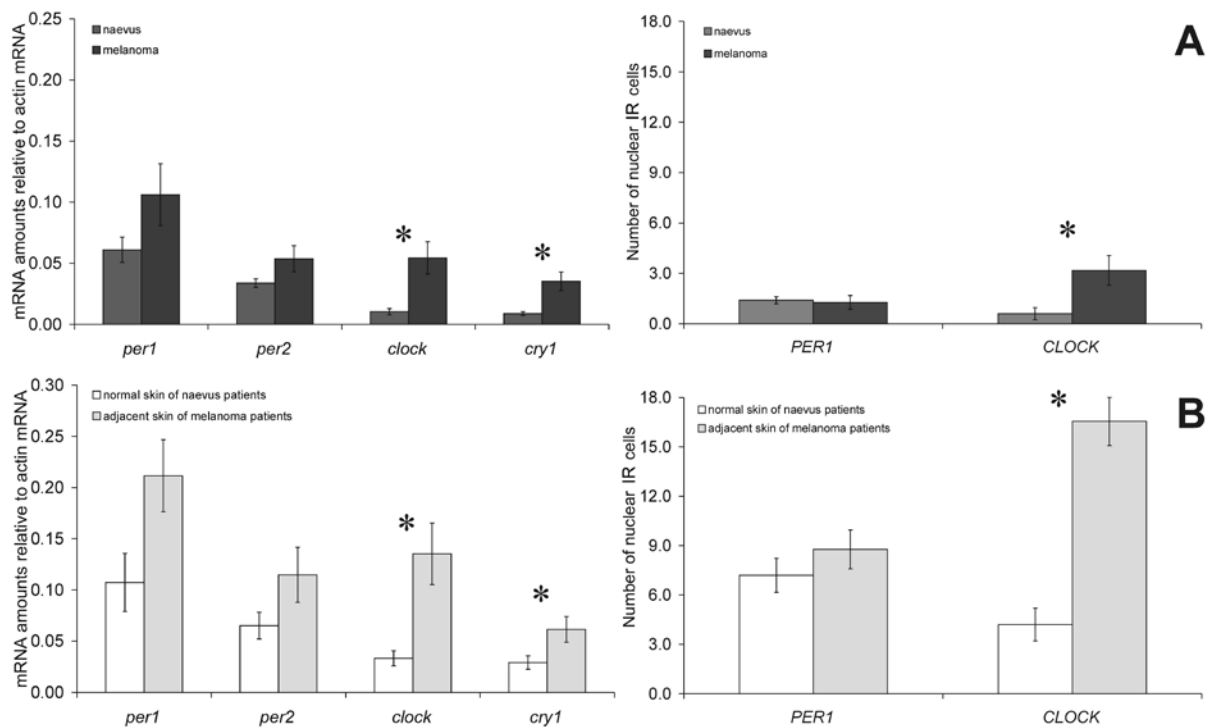 mRNA amounts relative to actin mRNA
0.25
0.20
0.15
0.10
0.05
0.00
naevus
melanoma
*
*
per1 per2 clock cry1
Number of nuclear IR cells
18.0
15.0
12.0
9.0
6.0
3.0
0.0
naevus
melanoma
*
PER1 CLOCK
A
mRNA amounts relative to actin mRNA
0.30
0.25
0.20
0.15
0.10
0.05
0.00
normal skin of naevus patients
adjacent skin of melanoma patients
*
*
per1 per2 clock cry1
Number of nuclear IR cells
18.0
15.0
12.0
9.0
6.0
3.0
0.0
normal skin of naevus patients
adjacent skin of melanoma patients
*
PER1 CLOCK
B